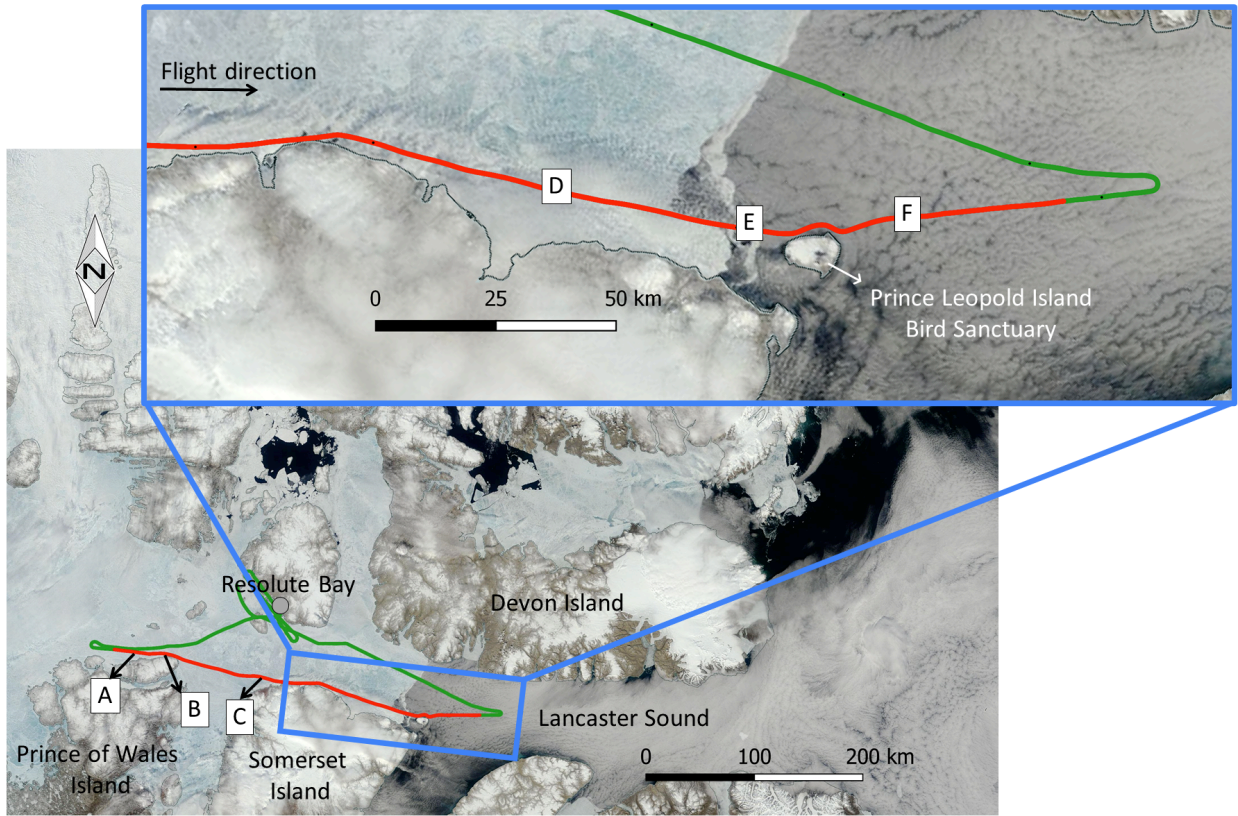 Flight direction
D
E
F
0 25 50 km
Prince Leopold Island
Bird Sanctuary
N
Resolute Bay
Devon Island
A
B
C
Lancaster Sound
Prince of Wales
Island
Somerset
Island
0 100 200 km